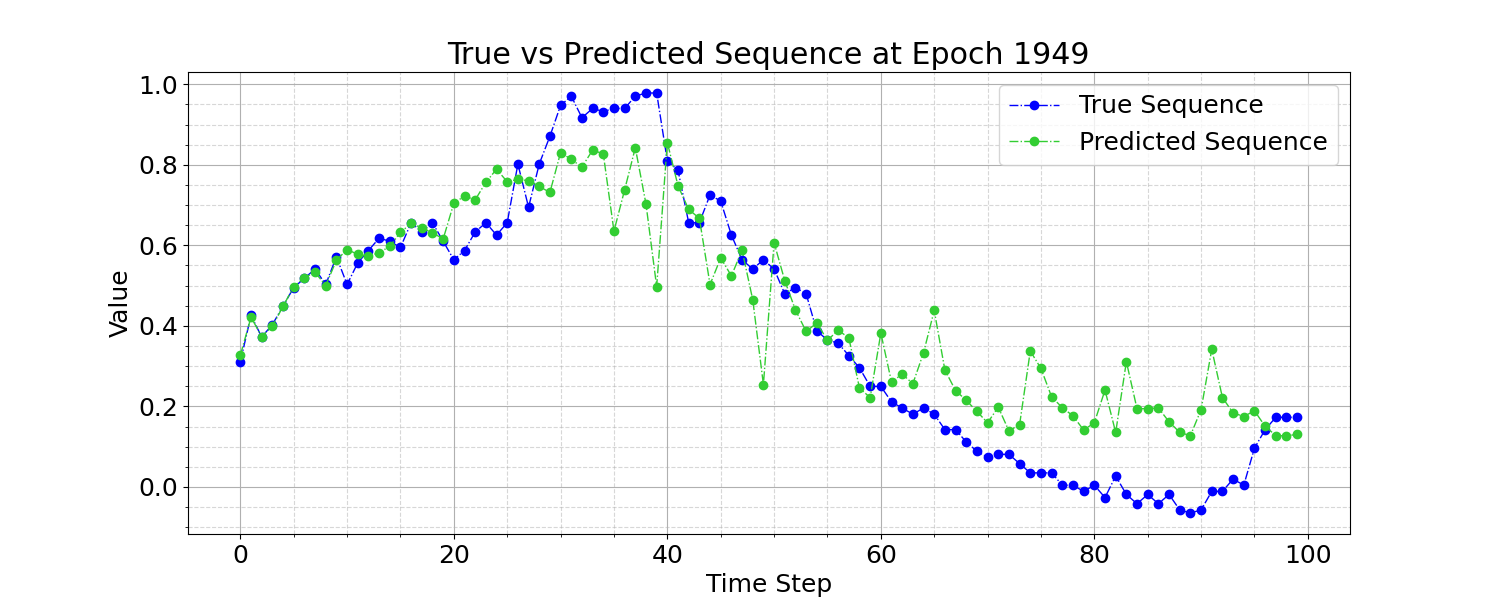 True vs Predicted Sequence at Epoch 1949
True Sequence
Predicted Sequence
Value
1.0
0.8
0.6
0.4
0.2
0.0
0 20 40 60 80 100
Time Step